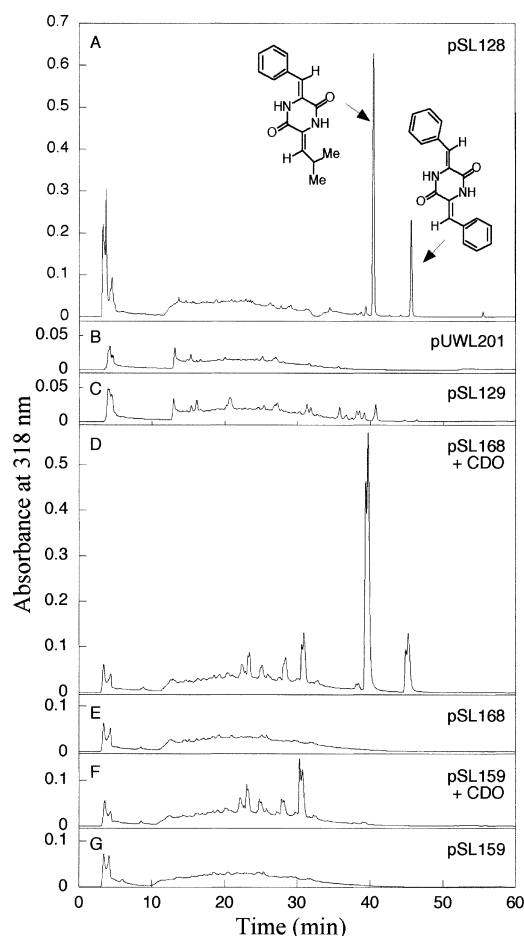 Absorbance at 318 nm
0.7
0.6
0.5
0.4
0.3
0.2
0.1
0
A
pSL128
H
HN
O
O
NH
H
Me
Me
H
HN
O
O
NH
H
0.05
0
B
pUWL201
0.05
0
C
pSL129
0.5
0.4
0.3
0.2
0.1
0
D
pSL168
+ CDO
0.1
0
E
pSL168
0.1
0
F
pSL159
+ CDO
0.1
0
G
pSL159
0 10 20 30 40 50 60
Time (min)